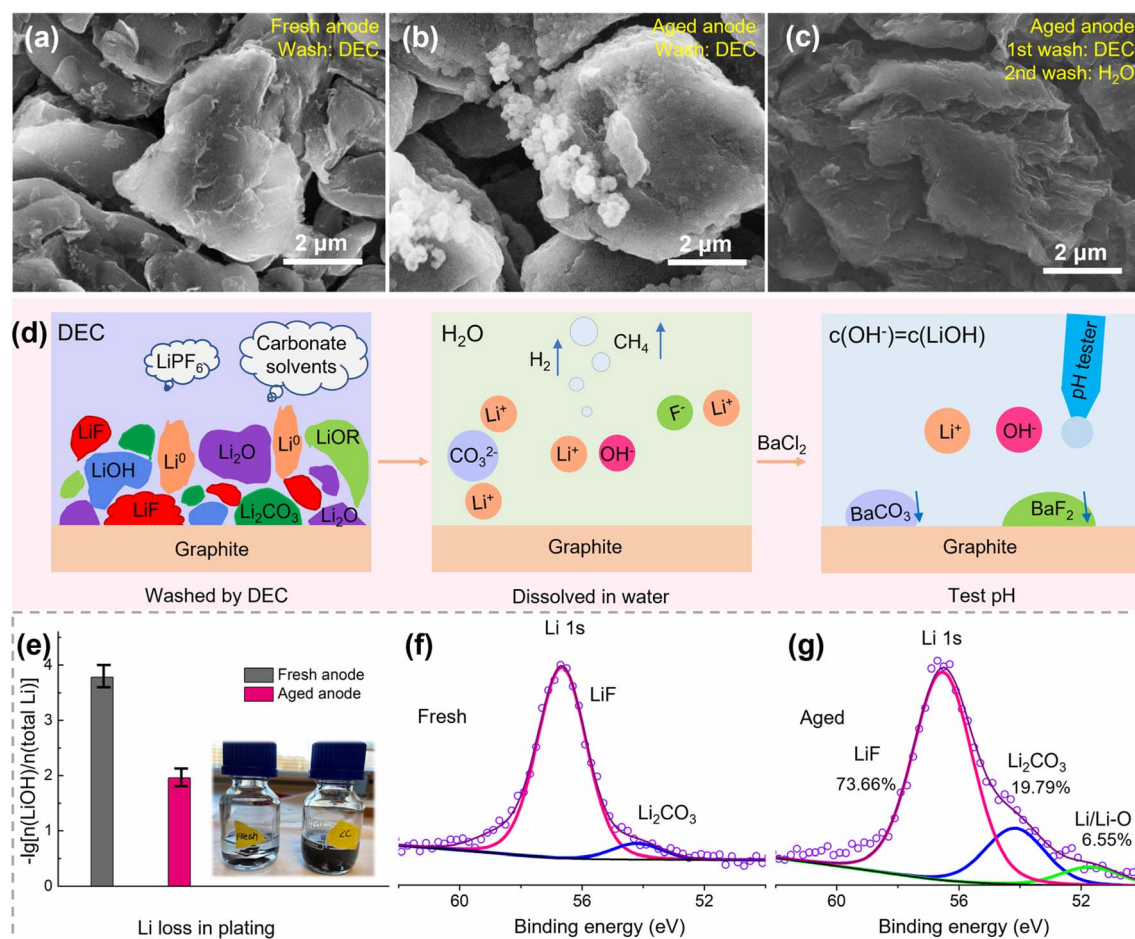 (a)
Fresh anode
Wash: DEC
2 μm
(b)
Aged anode
Wash: DEC
2 μm
(c)
Aged anode
1st wash: DEC
2nd wash: H₂O
2 μm
(d)
DEC
LiPF₆
Carbonate
solvents
LiF
LiOH
Li⁰
Li₂O
Li⁰
LiOR
LiF
Li₂CO₃
Li₂O
Graphite
Washed by DEC
H₂O
H₂
CH₄
Li⁺
F⁻
Li⁺
CO₃²⁻
Li⁺
OH⁻
Li⁺
Graphite
Dissolved in water
BaCl₂
c(OH⁻)=c(LiOH)
pH tester
Li⁺
OH⁻
BaCO₃
BaF₂
Graphite
Test pH
(e)
-lg[n(LiOH)/n(total Li)]
4
3
2
1
0
Fresh anode
Aged anode
Fresh
CC
Li loss in plating
(f)
Li 1s
Fresh
LiF
Li₂CO₃
60
56
52
Binding energy (eV)
(g)
Li 1s
Aged
LiF
73.66%
Li₂CO₃
19.79%
Li/Li-O
6.55%
60
56
52
Binding energy (eV)